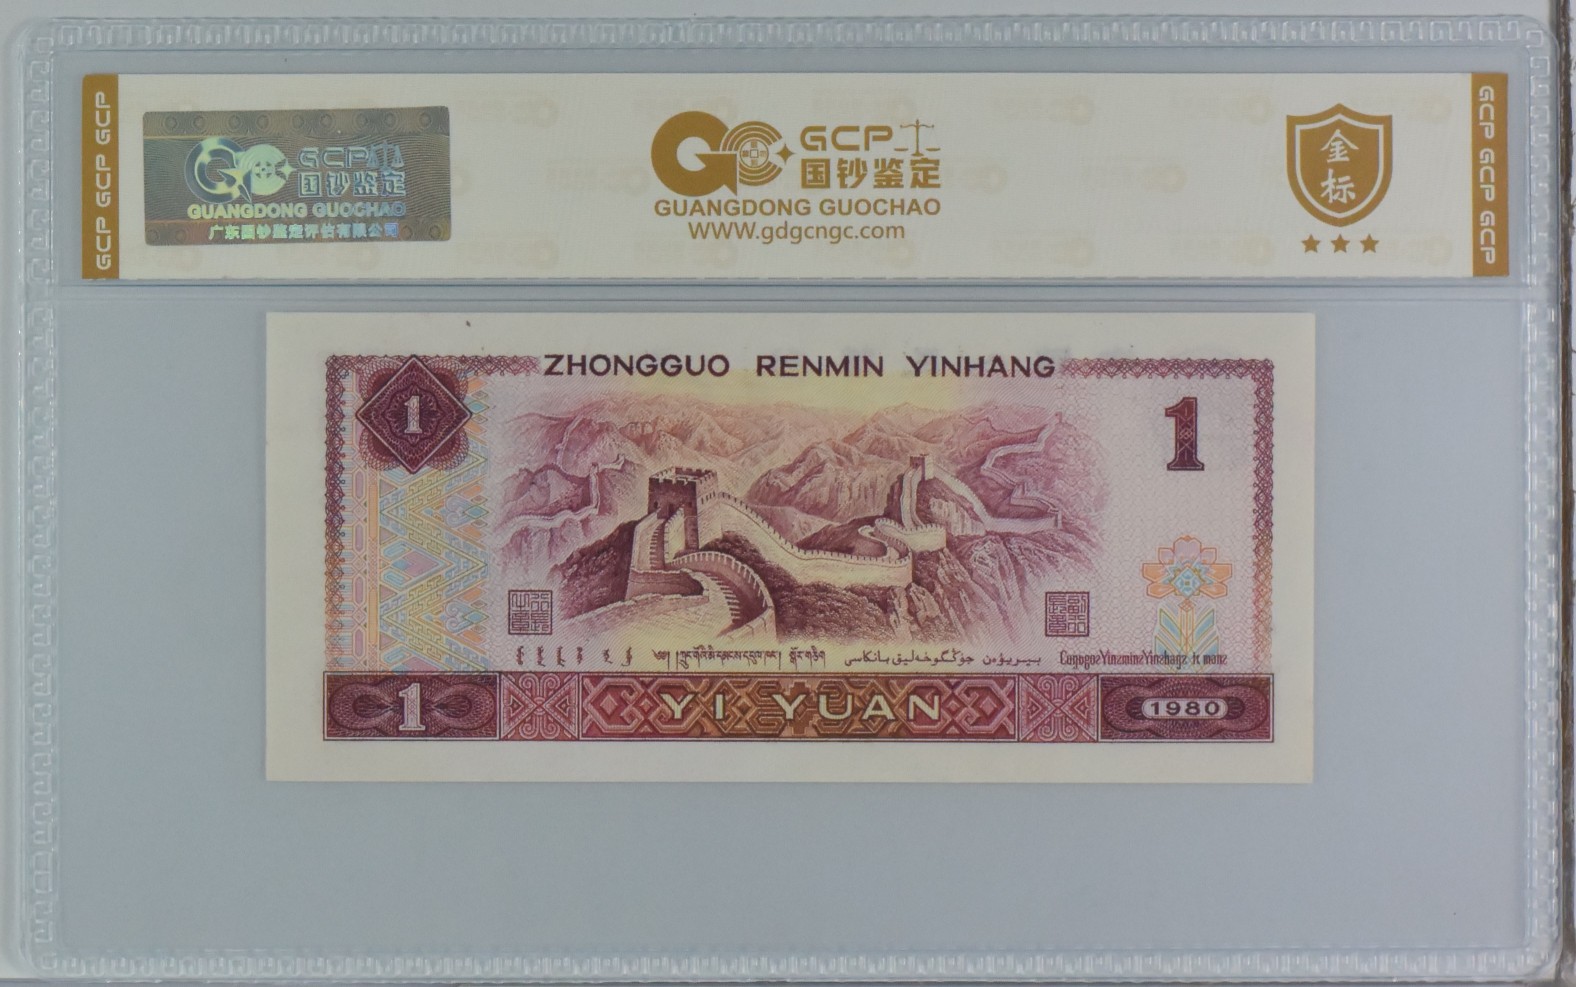 GCP GCP GCP
GCP
国钞鉴定
GUANGDONG GUOCHAO
广东国钞鉴定评估有限公司
GCP
国钞鉴定
GUANGDONG GUOCHAO
WWW.gdgcngc.com
金标
GCP GCP GCP
ZHONGGUO RENMIN YINHANG
1
1
1
YI YUAN
1980